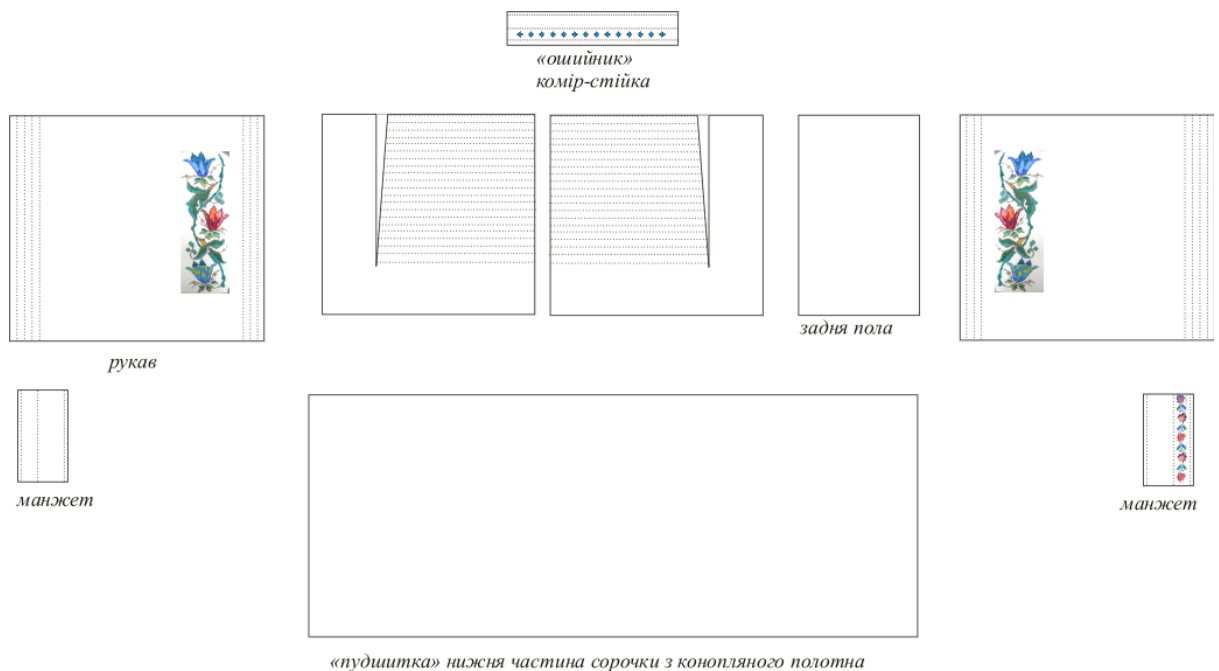 «ошийник»
комір-стійка
задня пола
рукав
манжет
манжет
«пудшитка» нижня частина сорочки з конопляного полотна